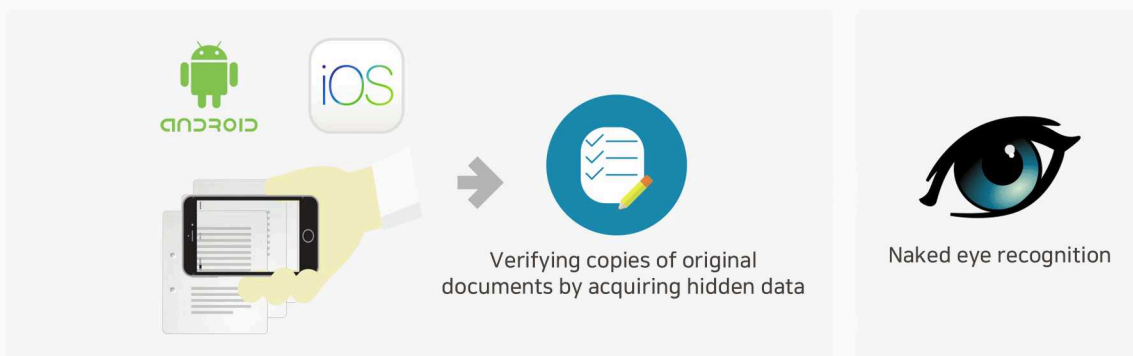 android
iOS
Verifying copies of original
documents by acquiring hidden data
Naked eye recognition